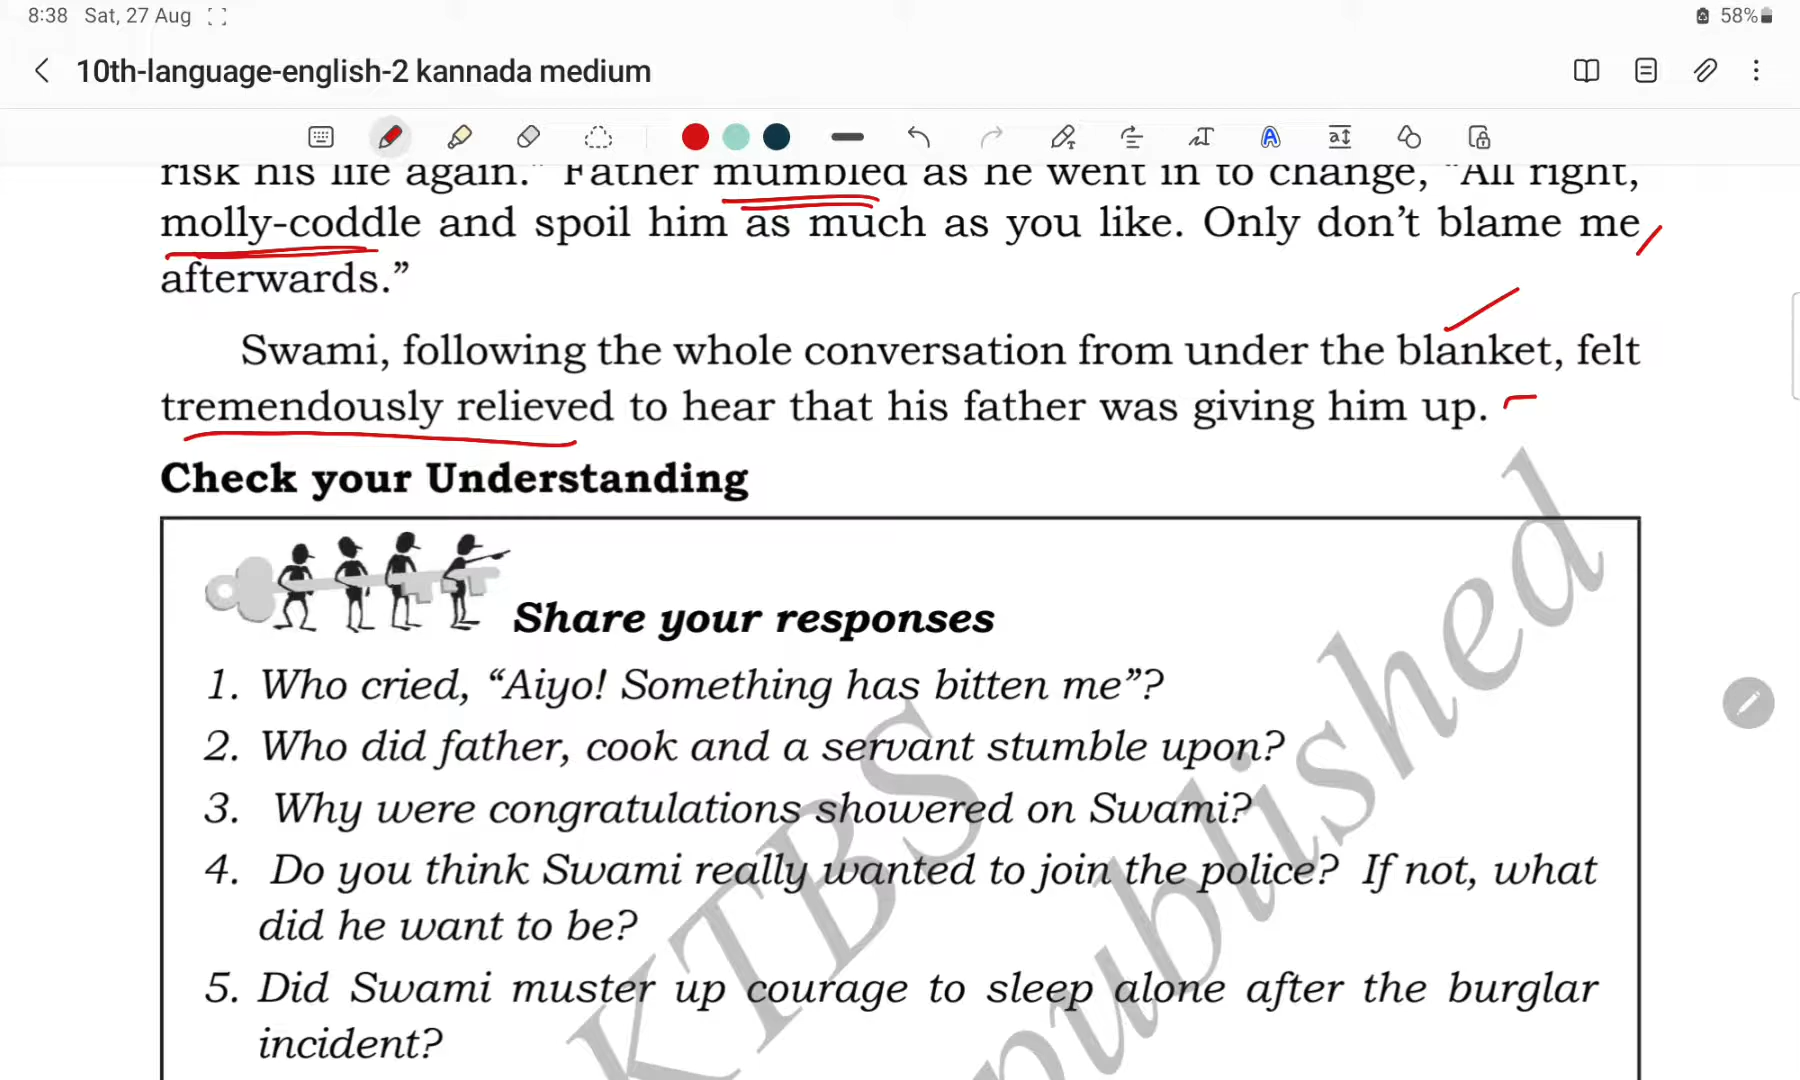 8:38 Sat, 27 Aug
58%
10th-language-english-2 kannada medium
risk his life again.” Father mumbled as he went in to change, “All right,
molly-coddle and spoil him as much as you like. Only don’t blame me
afterwards.”
Swami, following the whole conversation from under the blanket, felt
tremendously relieved to hear that his father was giving him up.
Check your Understanding
Share your responses
1. Who cried, “Aiyo! Something has bitten me”?
2. Who did father, cook and a servant stumble upon?
3. Why were congratulations showered on Swami?
4. Do you think Swami really wanted to join the police? If not, what
did he want to be?
5. Did Swami muster up courage to sleep alone after the burglar
incident?
KTBS
published